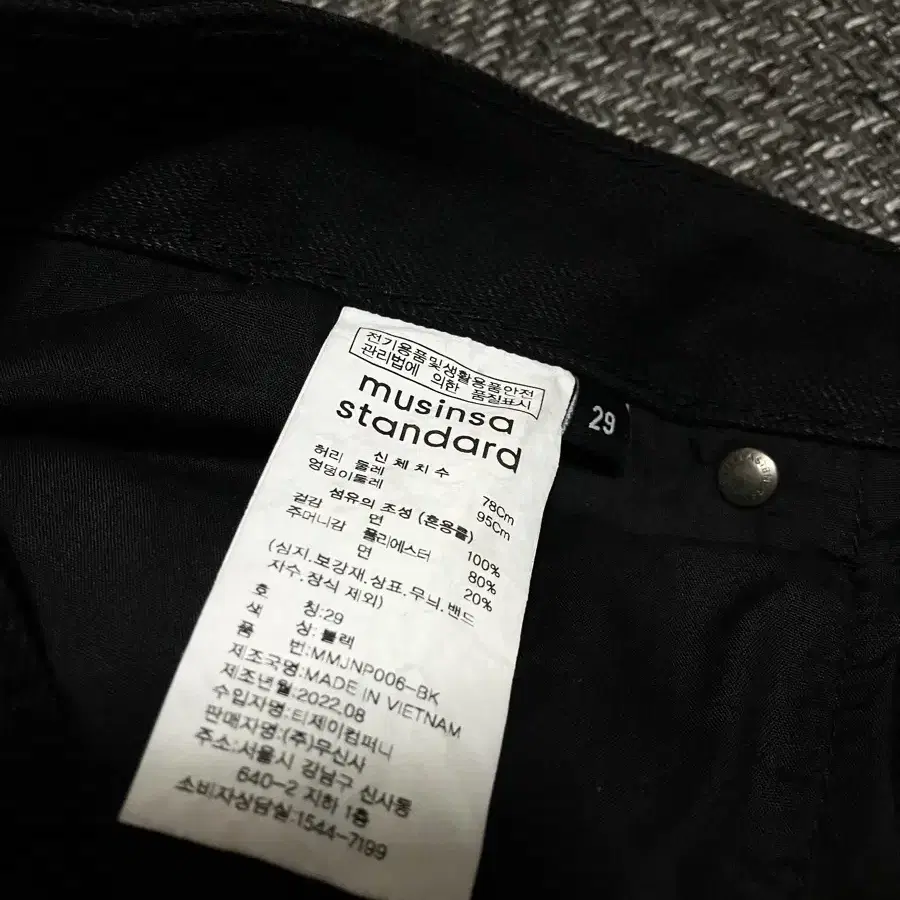 전기용품및생활용품안전
관리법에 의한 품질표시
musinsa
standard
29
신체치수
허리 둘레 78Cm
엉덩이둘레 95Cm
섬유의 조성 (혼용율)
겉감 면 100%
주머니감 폴리에스터 80%
면 20%
(심지.보강재.상표.무늬.밴드
자수.장식 제외)
호 칭:29
색 상:블랙
품 번:MMJNP006-BK
제조국명:MADE IN VIETNAM
제조년월:2022.08
수입자명:티제이컴퍼니
판매자명:(주)무신사
주소:서울시 강남구 신사동
640-2 지하 1층
소비자상담실:1544-7199